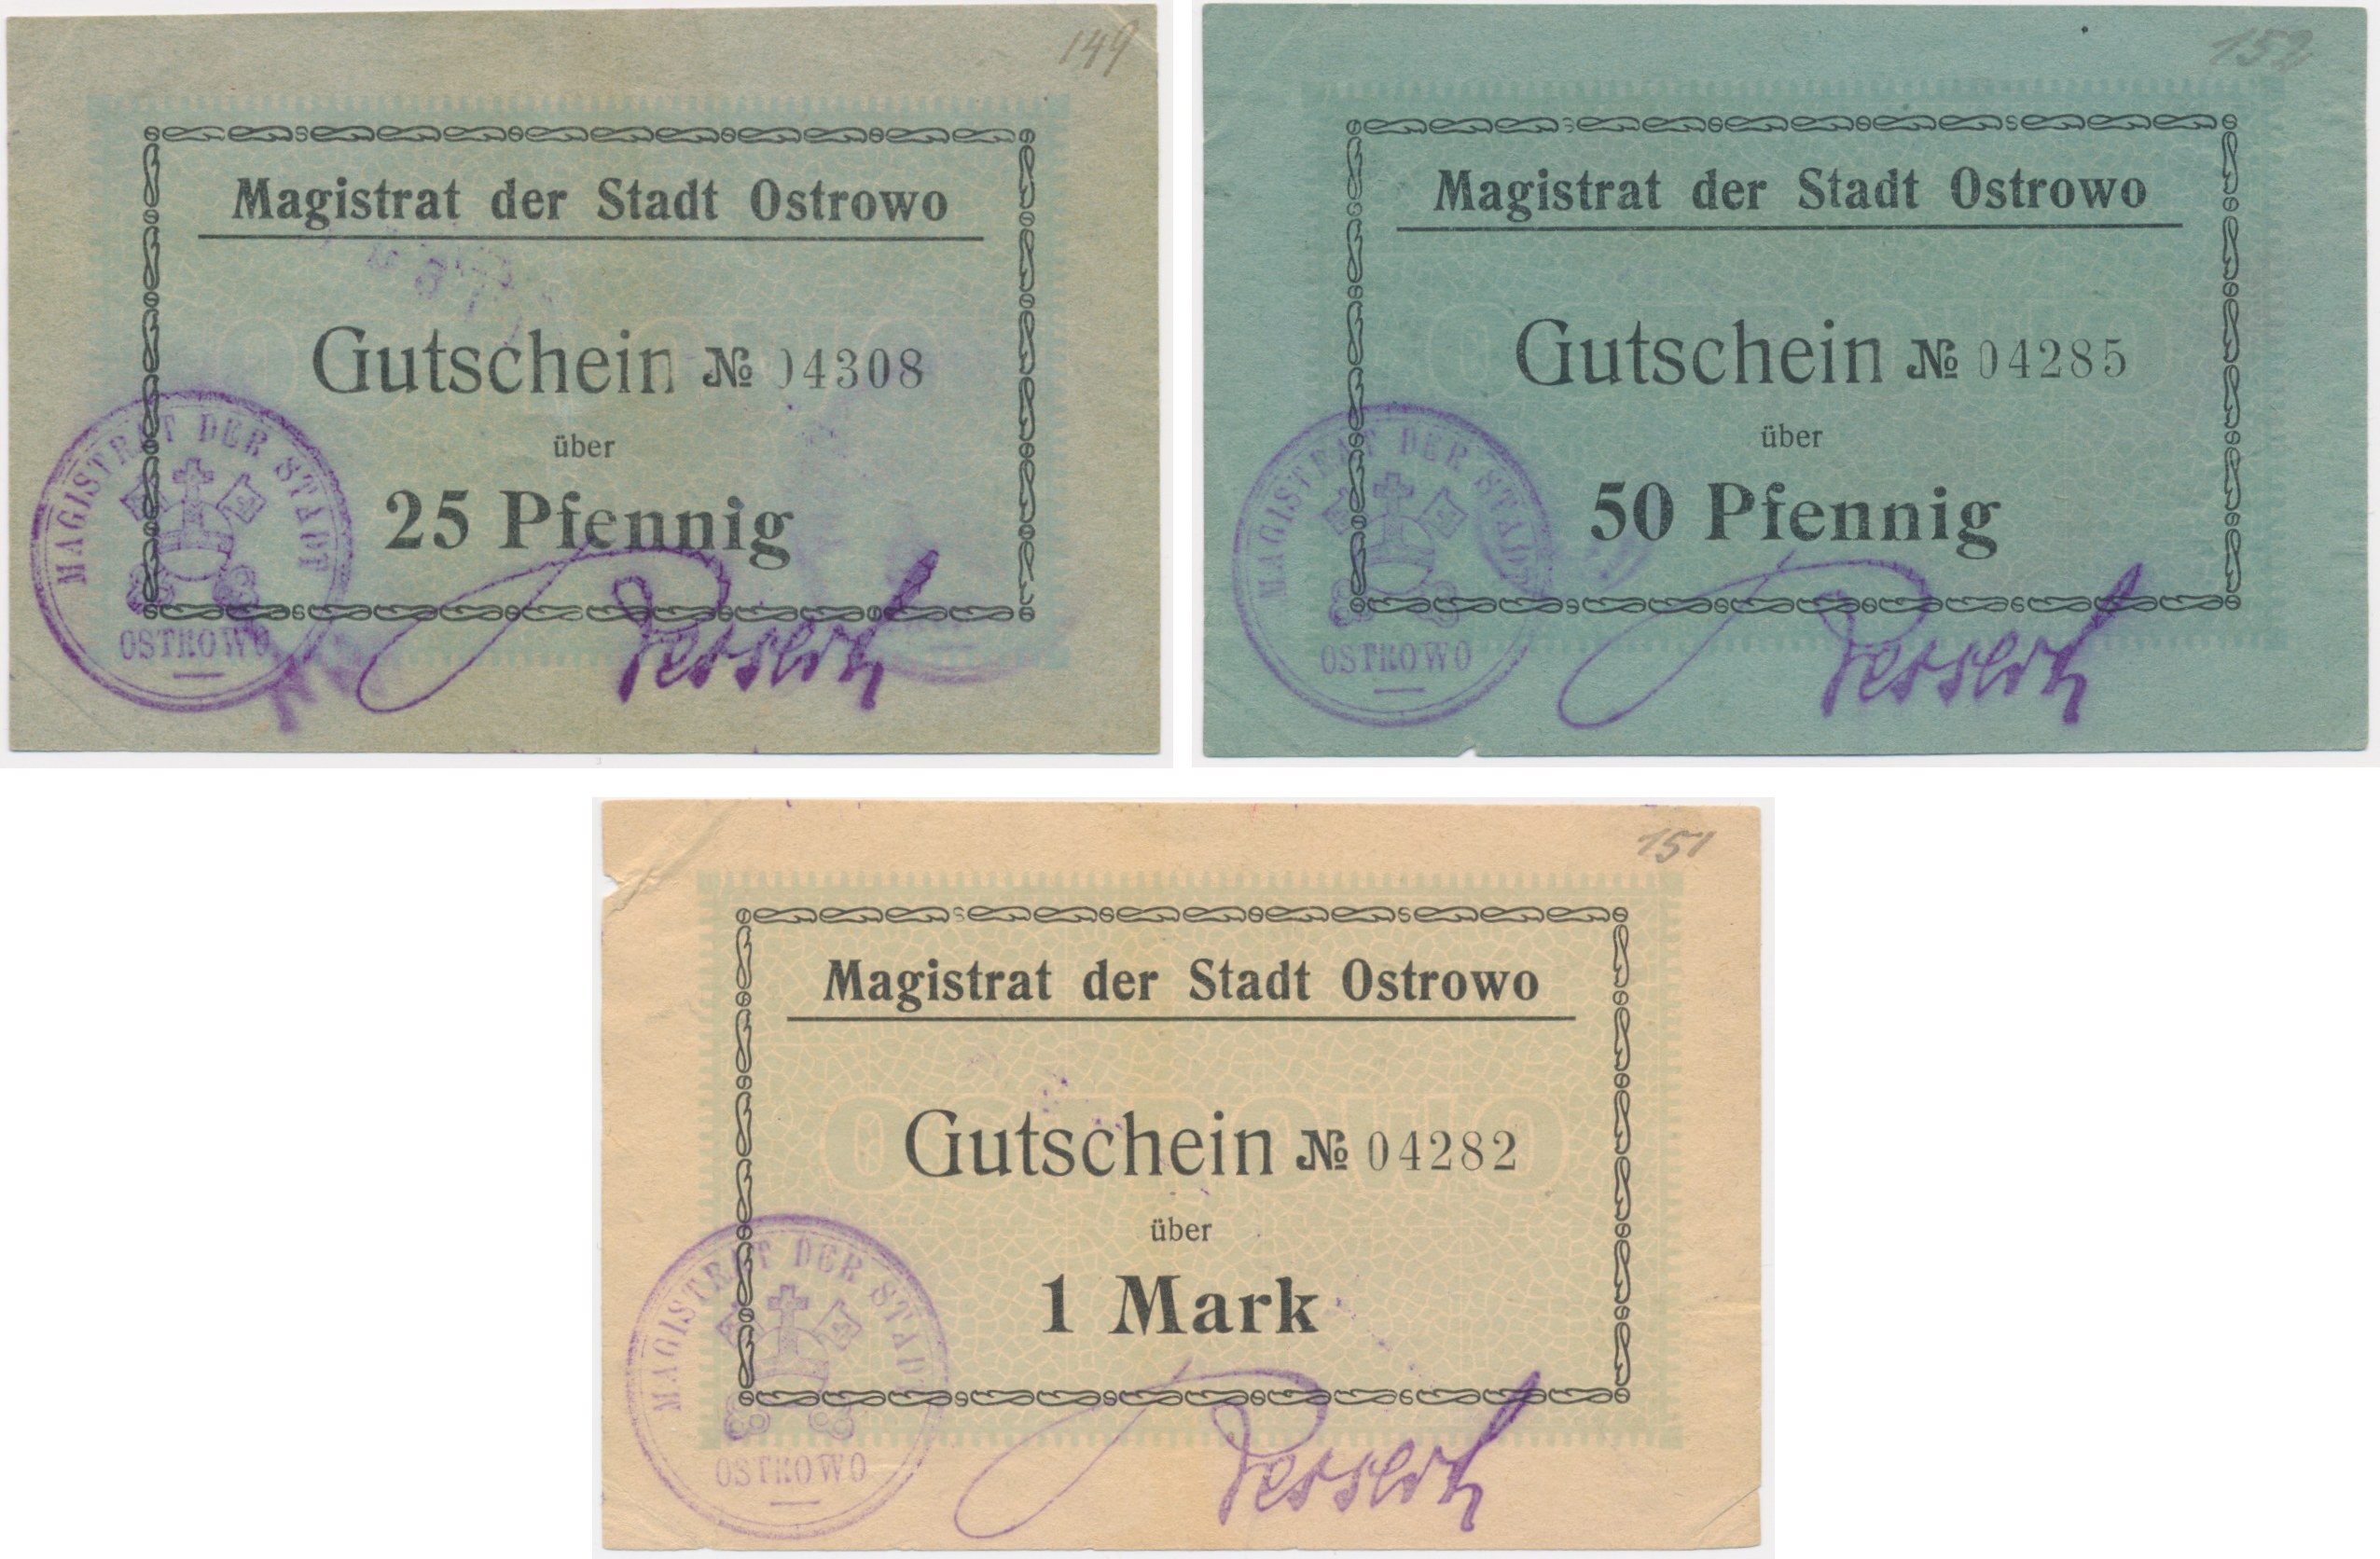 149
Magistrat der Stadt Ostrowo
Gutschein № 04308
über
25 Pfennig
MAGISTRAT DER STADT
OSTROWO
152
Magistrat der Stadt Ostrowo
Gutschein № 04285
über
50 Pfennig
MAGISTRAT DER STADT
OSTROWO
151
Magistrat der Stadt Ostrowo
OSTROWO
Gutschein № 04282
über
1 Mark
MAGISTRAT DER STADT
OSTROWO